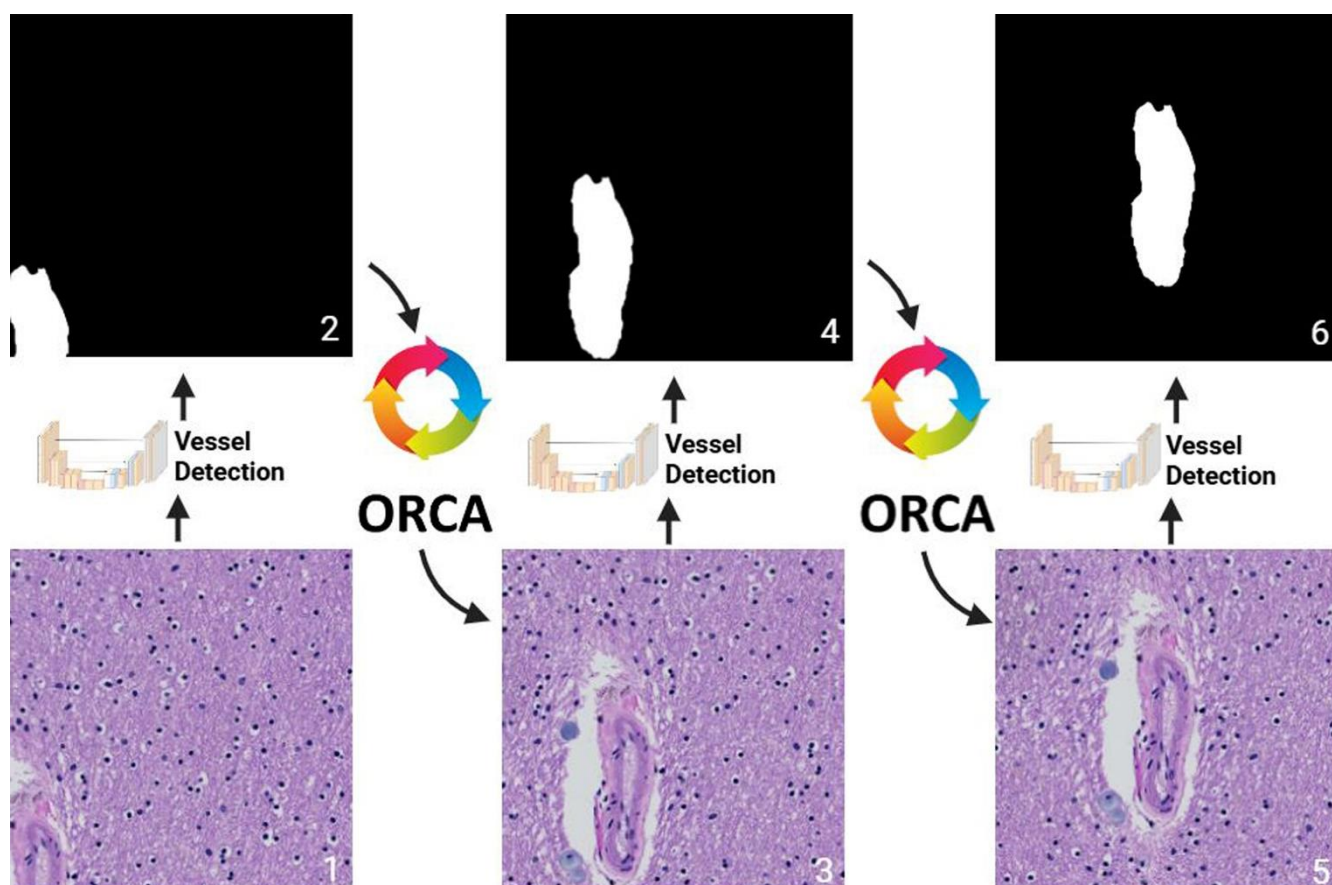 2
4
6
Vessel
Detection
Vessel
Detection
Vessel
Detection
ORCA
ORCA
1
3
5